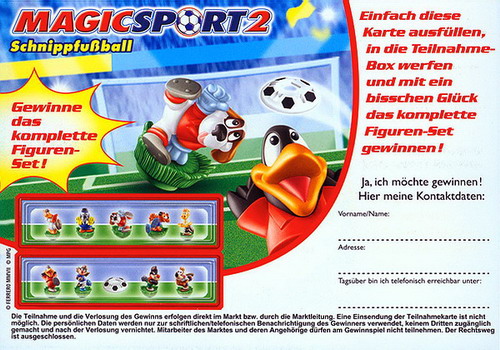 MAGICSPORT2
Schnippfußball
Gewinne
das
komplette
Figuren-
Set!
Einfach diese
Karte ausfüllen,
in die Teilnahme-
Box werfen
und mit ein
bisschen Glück
das komplette
Figuren-Set
gewinnen!
Ja, ich möchte gewinnen!
Hier meine Kontaktdaten:
Vorname/Name:
Adresse:
Tagsüber bin ich telefonisch erreichbar unter:
© FERRERO MMVII © MPG
Die Teilnahme und die Verlosung des Gewinns erfolgen direkt im Markt bzw. durch die Marktleitung. Eine Einsendung der Teilnahmekarte ist nicht
möglich. Die persönlichen Daten werden nur zur schriftlichen/telefonischen Benachrichtigung des Gewinners verwendet, keinem Dritten zugänglich
gemacht und nach der Verlosung vernichtet. Mitarbeiter des Marktes und deren Angehörige dürfen am Gewinnspiel nicht teilnehmen. Der Rechtsweg
ist ausgeschlossen.